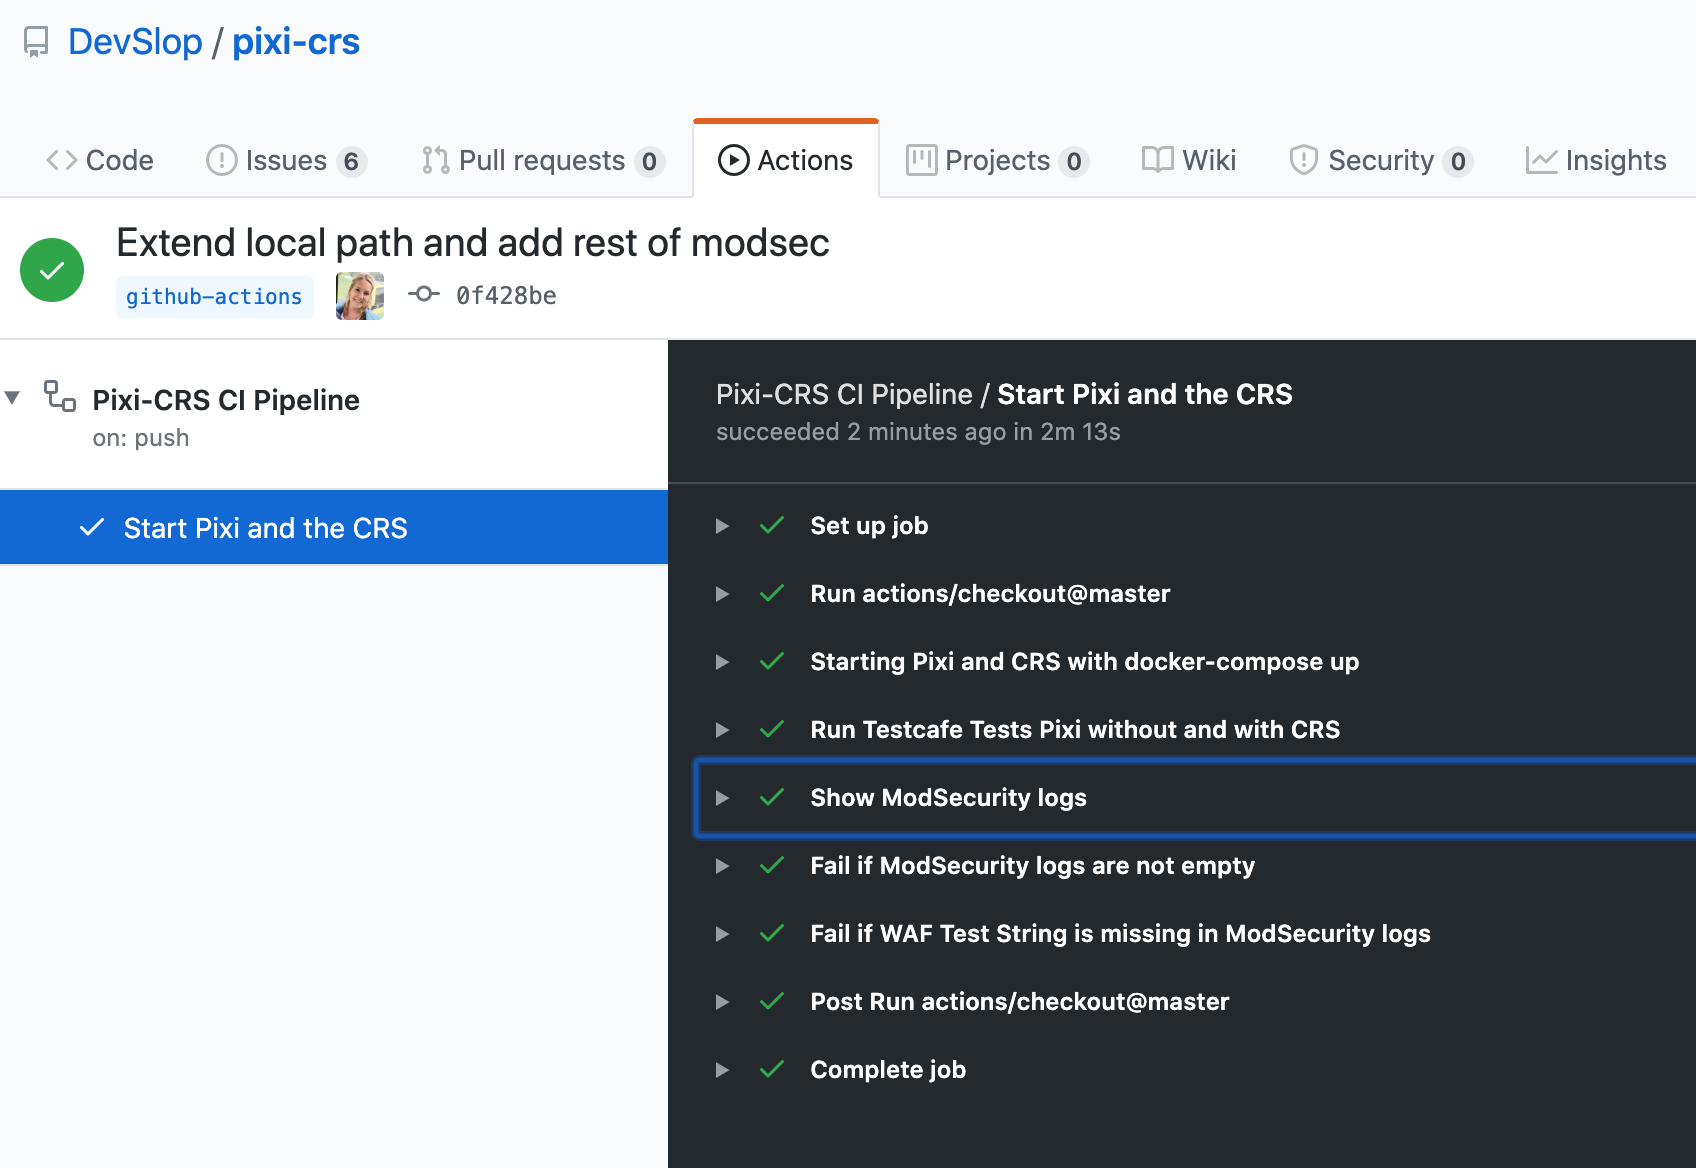 DevSlop / pixi-crs
Code Issues 6 Pull requests 0 Actions Projects 0 Wiki Security 0 Insights
Extend local path and add rest of modsec
github-actions 0f428be
Pixi-CRS CI Pipeline
on: push
Start Pixi and the CRS
Pixi-CRS CI Pipeline / Start Pixi and the CRS
succeeded 2 minutes ago in 2m 13s
Set up job
Run actions/checkout@master
Starting Pixi and CRS with docker-compose up
Run Testcafe Tests Pixi without and with CRS
Show ModSecurity logs
Fail if ModSecurity logs are not empty
Fail if WAF Test String is missing in ModSecurity logs
Post Run actions/checkout@master
Complete job